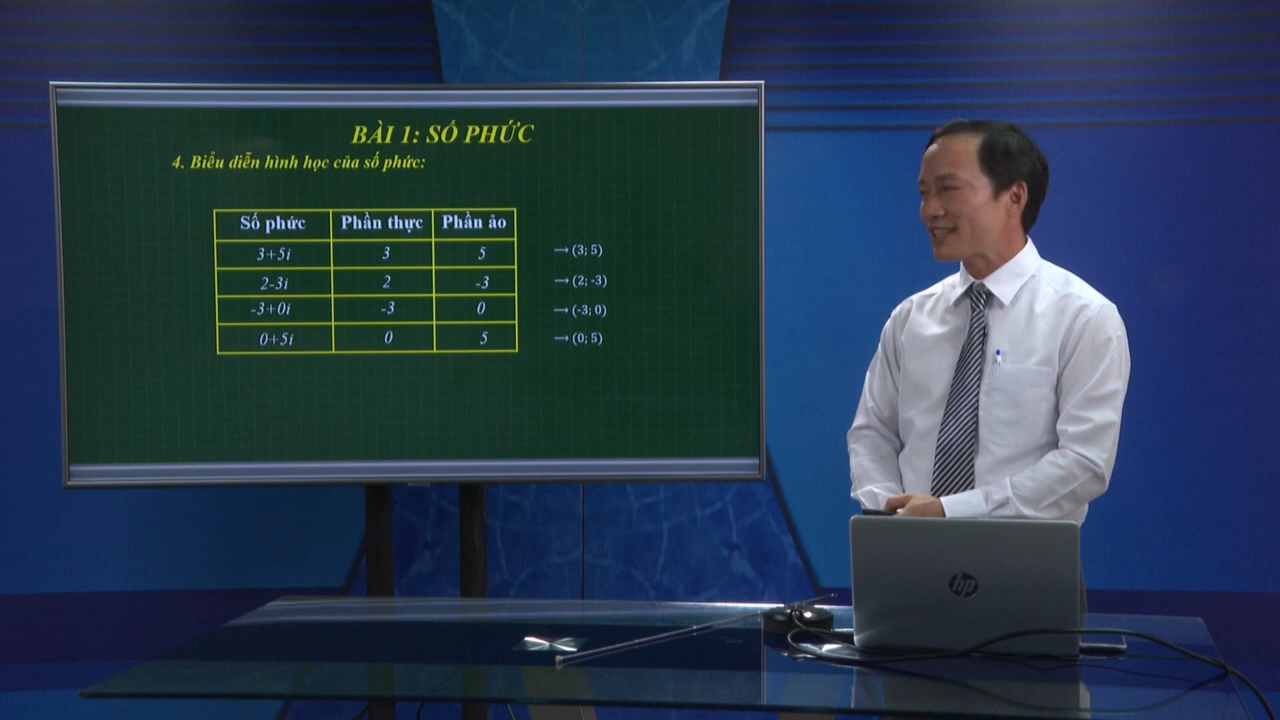 BÀI 1: SỐ PHỨC
4. Biểu diễn hình học của số phức:
Số phức Phần thực Phần ảo
3+5i 3 5 → (3; 5)
2-3i 2 -3 → (2; -3)
-3+0i -3 0 → (-3; 0)
0+5i 0 5 → (0; 5)
hp